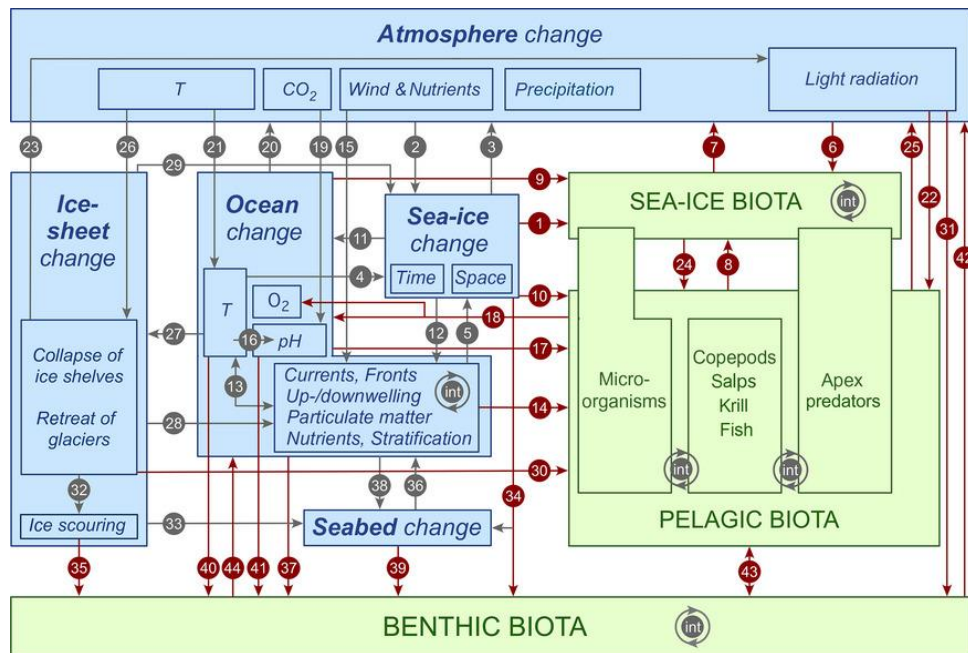 Atmosphere change
T
CO2
Wind & Nutrients
Precipitation
Light radiation
23
26
21
20
19
15
2
3
7
6
25
22
31
42
29
9
Ice-
sheet
change
Ocean
change
Sea-ice
change
Time
Space
11
1
4
10
SEA-ICE BIOTA
int
24
8
T
O2
pH
16
27
12
5
18
17
13
Collapse of
ice shelves
Retreat of
glaciers
Currents, Fronts
Up-/downwelling
Particulate matter
Nutrients, Stratification
int
14
28
30
Micro-
organisms
Copepods
Salps
Krill
Fish
Apex
predators
int
int
PELAGIC BIOTA
32
Ice scouring
33
38
36
34
Seabed change
35
40
44
41
37
39
43
BENTHIC BIOTA
int